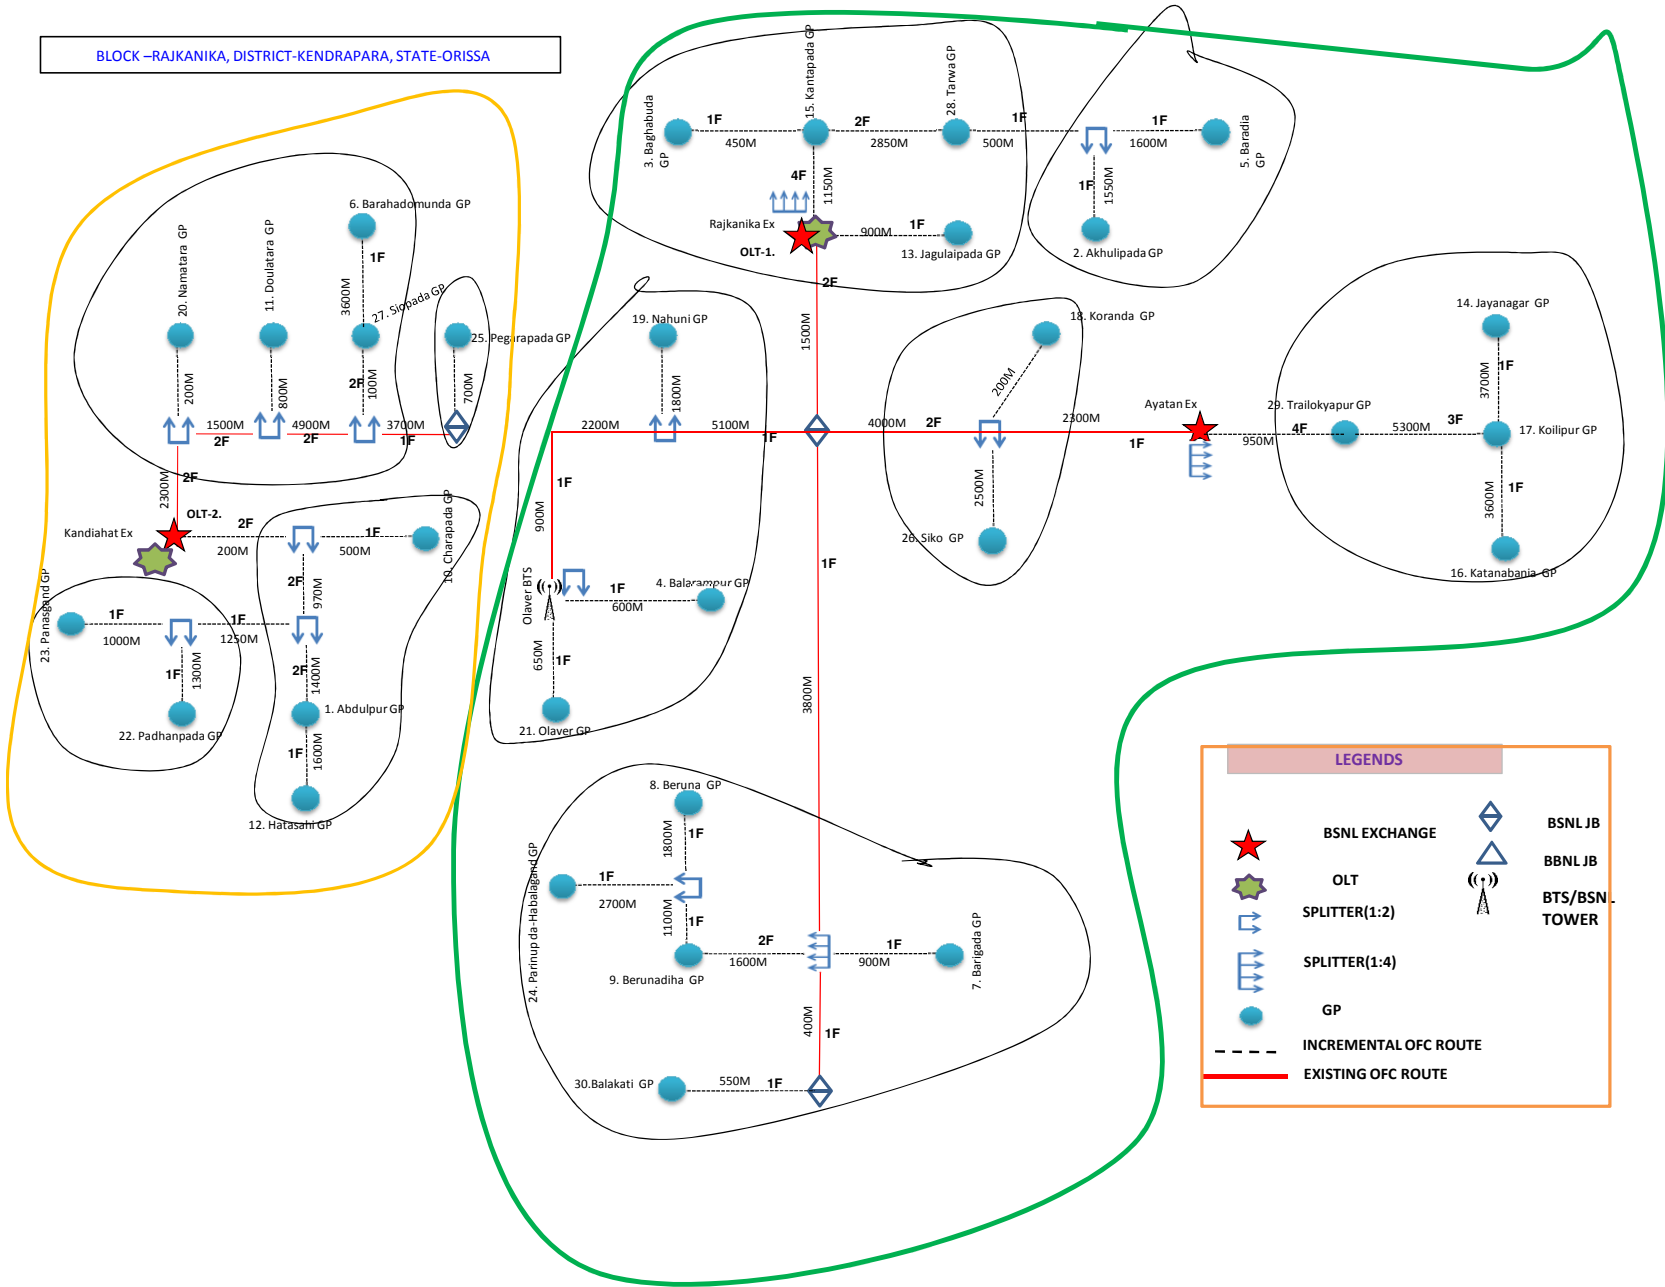 BLOCK –RAJKANIKA, DISTRICT-KENDRAPARA, STATE-ORISSA
3. Baghabuda GP
1F
450M
15. Kantapada GP
2F
2850M
28. Tarwa GP
1F
500M
1F
1600M
5. Baradia GP
4F
1150M
1F
1550M
2. Akhulipada GP
Rajkanika Ex
OLT-1.
900M
1F
13. Jagulaipada GP
2F
1500M
6. Barahadomunda GP
1F
3600M
20. Namatara GP
11. Doulatara GP
27. Singada GP
25. Pegarapada GP
200M
800M
2F
1000M
700M
1500M
2F
4900M
2F
3700M
1F
2F
2300M
OLT-2.
Kandiahat Ex
2F
200M
1F
500M
10. Charapada GP
2F
970M
23. Panasgand GP
1F
1000M
1F
1250M
1F
1300M
22. Padhanpada GP
2F
1400M
1. Abdulpur GP
1F
1600M
12. Hatasahi GP
19. Nahuni GP
1800M
2200M
5100M
1F
1F
900M
Olaver BTS
1F
600M
4. Balarampur GP
650M
1F
21. Olaver GP
18. Koranda GP
200M
4000M
2F
2300M
1F
2500M
26. Siko GP
Ayatan Ex
4F
950M
29. Trailokyapur GP
3F
5300M
14. Jayanagar GP
1F
3700M
17. Koilipur GP
1F
3600M
16. Katanabania GP
1F
3800M
8. Beruna GP
1F
1800M
24. Parinup da-Habalagand GP
1F
2700M
1F
1100M
9. Berunadiha GP
2F
1600M
1F
900M
7. Barigada GP
400M
1F
30.Balakati GP
550M
1F
LEGENDS
BSNL EXCHANGE
BSNL JB
BBNL JB
OLT
BTS/BSNL
TOWER
SPLITTER(1:2)
SPLITTER(1:4)
GP
INCREMENTAL OFC ROUTE
EXISTING OFC ROUTE